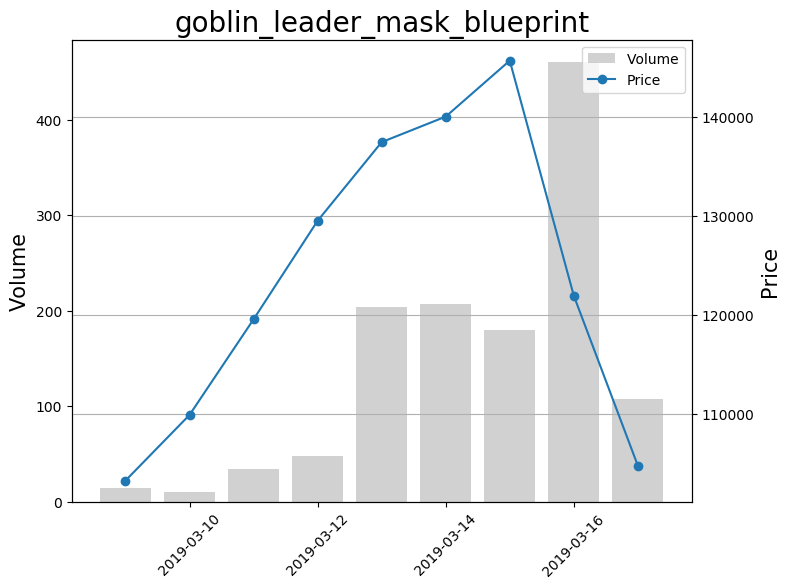 goblin_leader_mask_blueprint
Volume
Price
400
300
200
100
0
Volume
140000
130000
120000
110000
Price
2019-03-10
2019-03-12
2019-03-14
2019-03-16